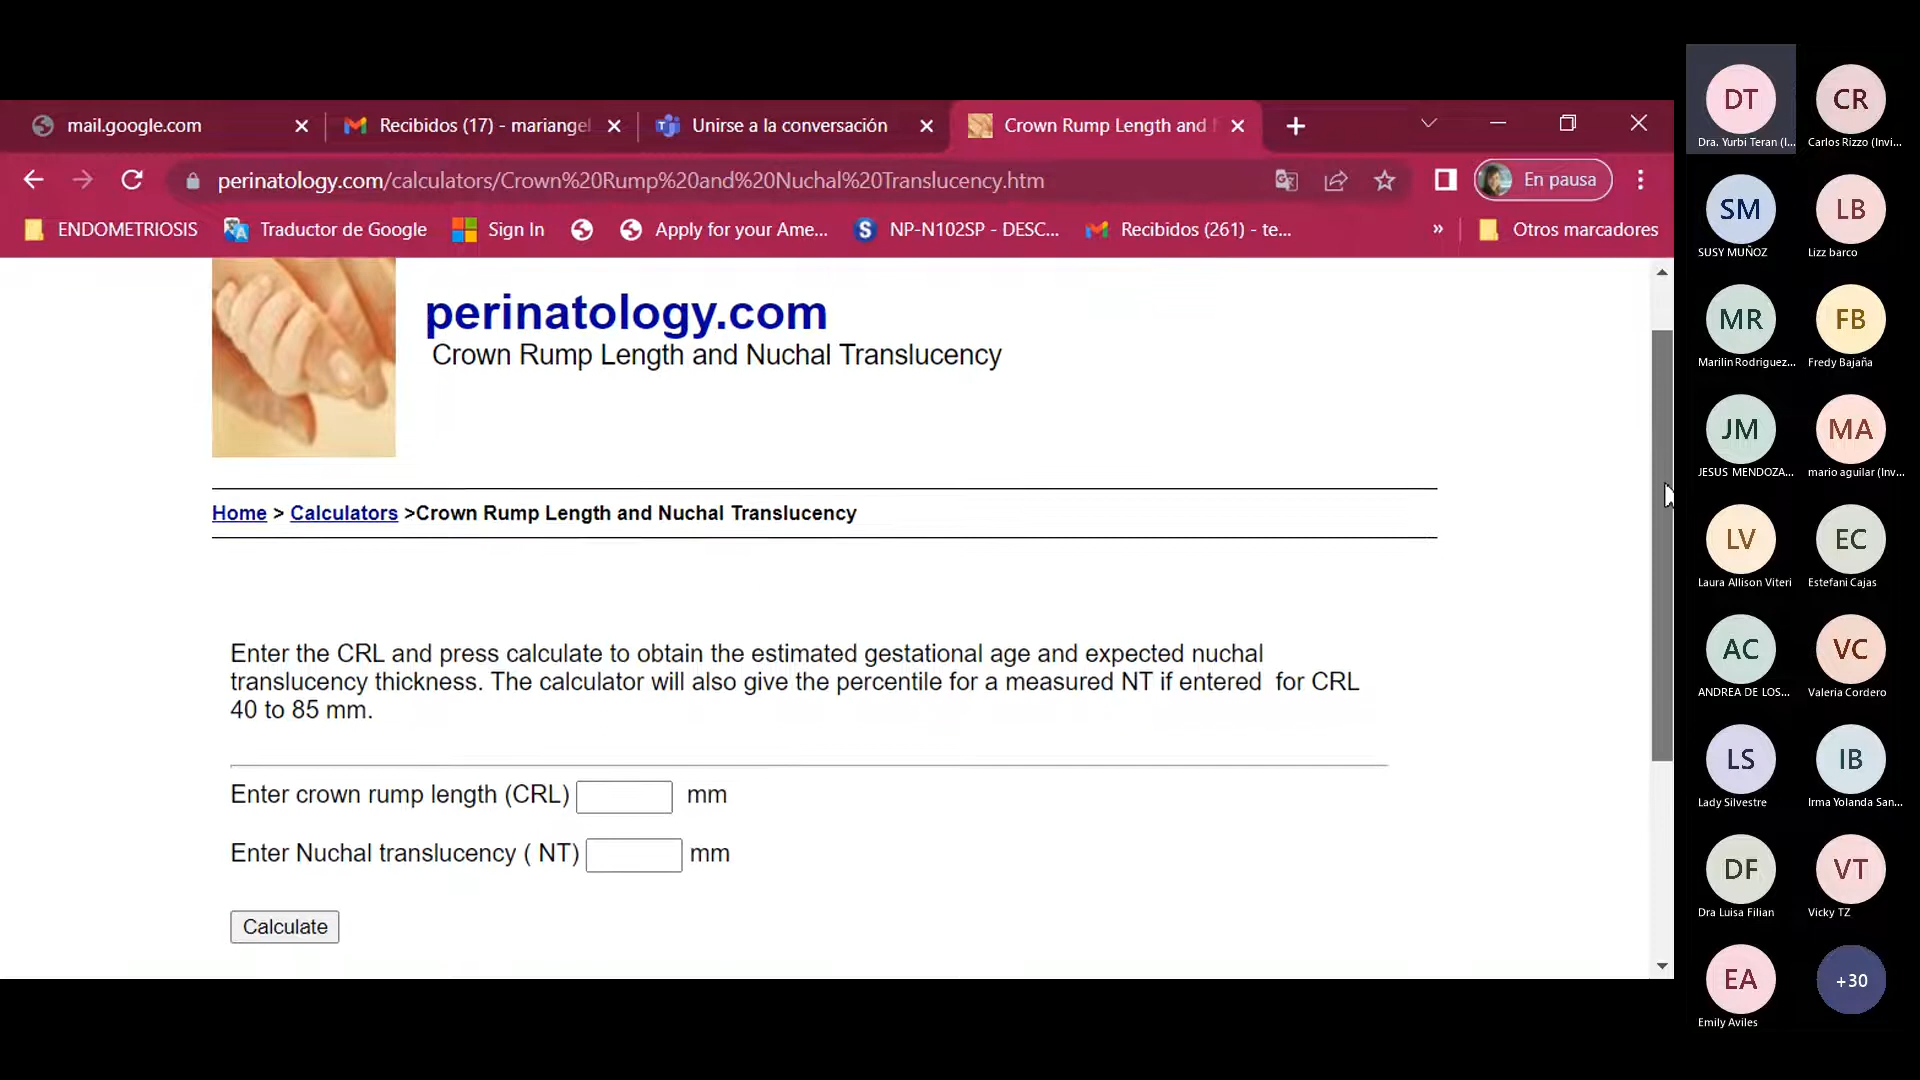 mail.google.com
Recibidos (17) - mariangel
Unirse a la conversación
Crown Rump Length and
perinatology.com/calculators/Crown%20Rump%20and%20Nuchal%20Translucency.htm
En pausa
ENDOMETRIOSIS
Traductor de Google
Sign In
Apply for your Ame...
NP-N102SP - DESC...
Recibidos (261) - te...
»
Otros marcadores
perinatology.com
Crown Rump Length and Nuchal Translucency
Home > Calculators >Crown Rump Length and Nuchal Translucency
Enter the CRL and press calculate to obtain the estimated gestational age and expected nuchal
translucency thickness. The calculator will also give the percentile for a measured NT if entered for CRL
40 to 85 mm.
Enter crown rump length (CRL) mm
Enter Nuchal translucency ( NT) mm
Calculate
DT
Dra. Yurbi Teran (I...
CR
Carlos Rizzo (Invi...
SM
SUSY MUÑOZ
LB
Lizz barco
MR
Marilin Rodriguez...
FB
Fredy Bajaña
JM
JESUS MENDOZA...
MA
mario aguilar (Inv...
LV
Laura Allison Viteri
EC
Estefani Cajas
AC
ANDREA DE LOS...
VC
Valeria Cordero
LS
Lady Silvestre
IB
Irma Yolanda San...
DF
Dra Luisa Filian
VT
Vicky TZ
EA
Emily Aviles
+30